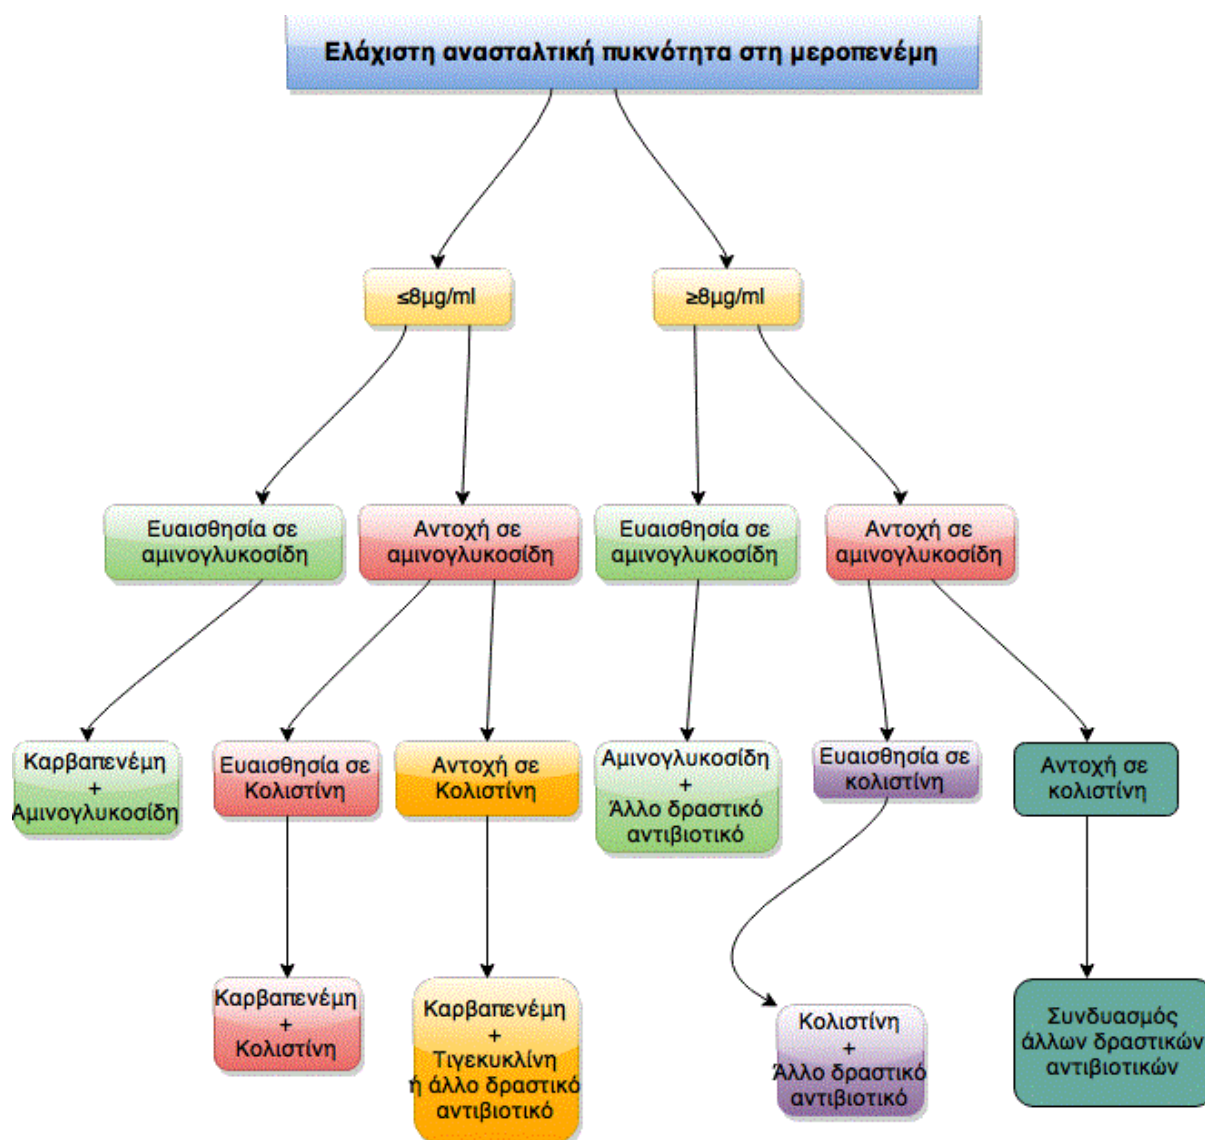 Ελάχιστη ανασταλτική πυκνότητα στη μεροπενέμη
≤8μg/ml
≥8μg/ml
Ευαισθησία σε
αμινογλυκοσίδη
Αντοχή σε
αμινογλυκοσίδη
Ευαισθησία σε
αμινογλυκοσίδη
Αντοχή σε
αμινογλυκοσίδη
Καρβαπενέμη
+
Αμινογλυκοσίδη
Ευαισθησία σε
Κολιστίνη
Αντοχή σε
Κολιστίνη
Αμινογλυκοσίδη
+
Άλλο δραστικό
αντιβιοτικό
Ευαισθησία σε
κολιστίνη
Αντοχή σε
κολιστίνη
Καρβαπενέμη
+
Κολιστίνη
Καρβαπενέμη
+
Τιγεκυκλίνη
ή άλλο δραστικό
αντιβιοτικό
Κολιστίνη
+
Άλλο δραστικό
αντιβιοτικό
Συνδυασμός
άλλων δραστικών
αντιβιοτικών